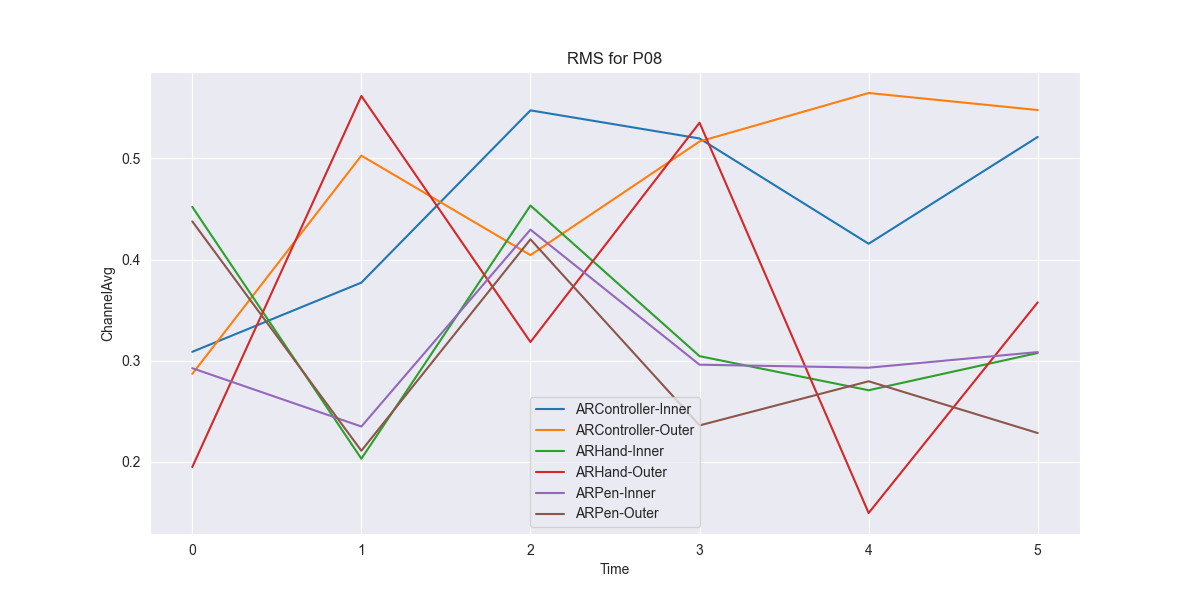 RMS for P08
ChannelAvg
0.5
0.4
0.3
0.2
ARController-Inner
ARController-Outer
ARHand-Inner
ARHand-Outer
ARPen-Inner
ARPen-Outer
0 1 2 3 4 5
Time